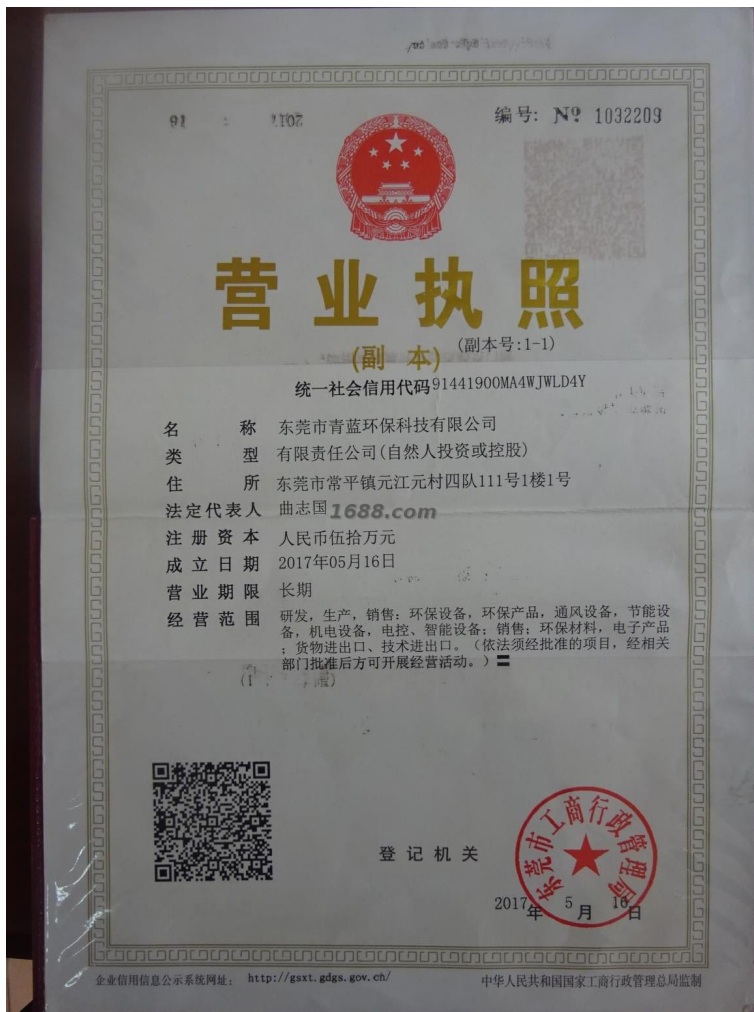 编号: № 1032209
营业执照
(副本)
(副本号:1-1)
统一社会信用代码91441900MA4WJWLD4Y
名称 东莞市青蓝环保科技有限公司
类型 有限责任公司(自然人投资或控股)
住所 东莞市常平镇元江元村四队111号1楼1号
法定代表人 曲志国
1688.com
注册资本 人民币伍拾万元
成立日期 2017年05月16日
营业期限 长期
经营范围 研发,生产,销售:环保设备,环保产品,通风设备,节能设
备,机电设备,电控、智能设备;销售:环保材料,电子产品
;货物进出口、技术进出口。(依法须经批准的项目,经相关
部门批准后方可开展经营活动。)
登记机关
东莞市工商行政管理局
2017年5月16日
企业信用信息公示系统网址: http://gsxt.gdgs.gov.cn/
中华人民共和国国家工商行政管理总局监制